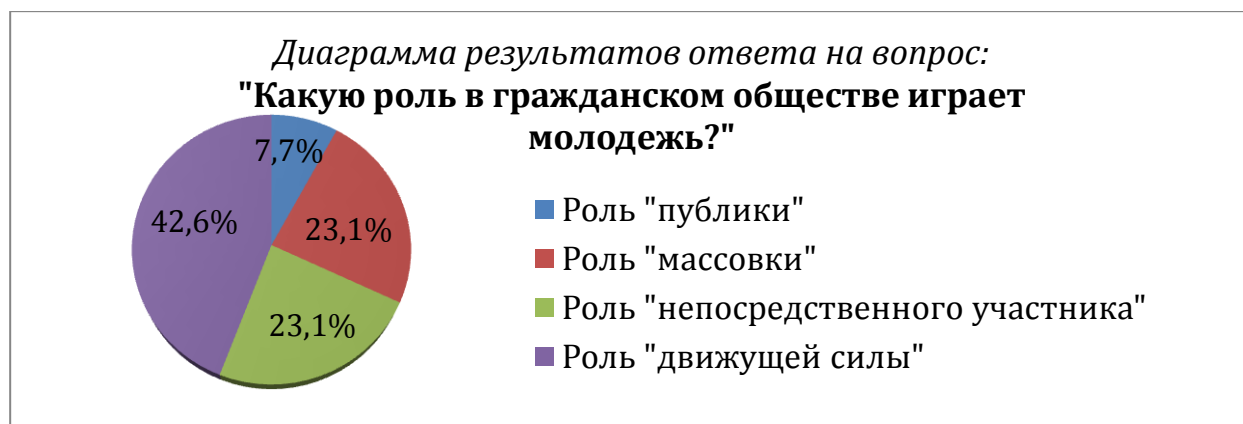 Диаграмма результатов ответа на вопрос:
"Какую роль в гражданском обществе играет
молодежь?"
7,7%
42,6%
23,1%
23,1%
Роль "публики"
Роль "массовки"
Роль "непосредственного участника"
Роль "движущей силы"